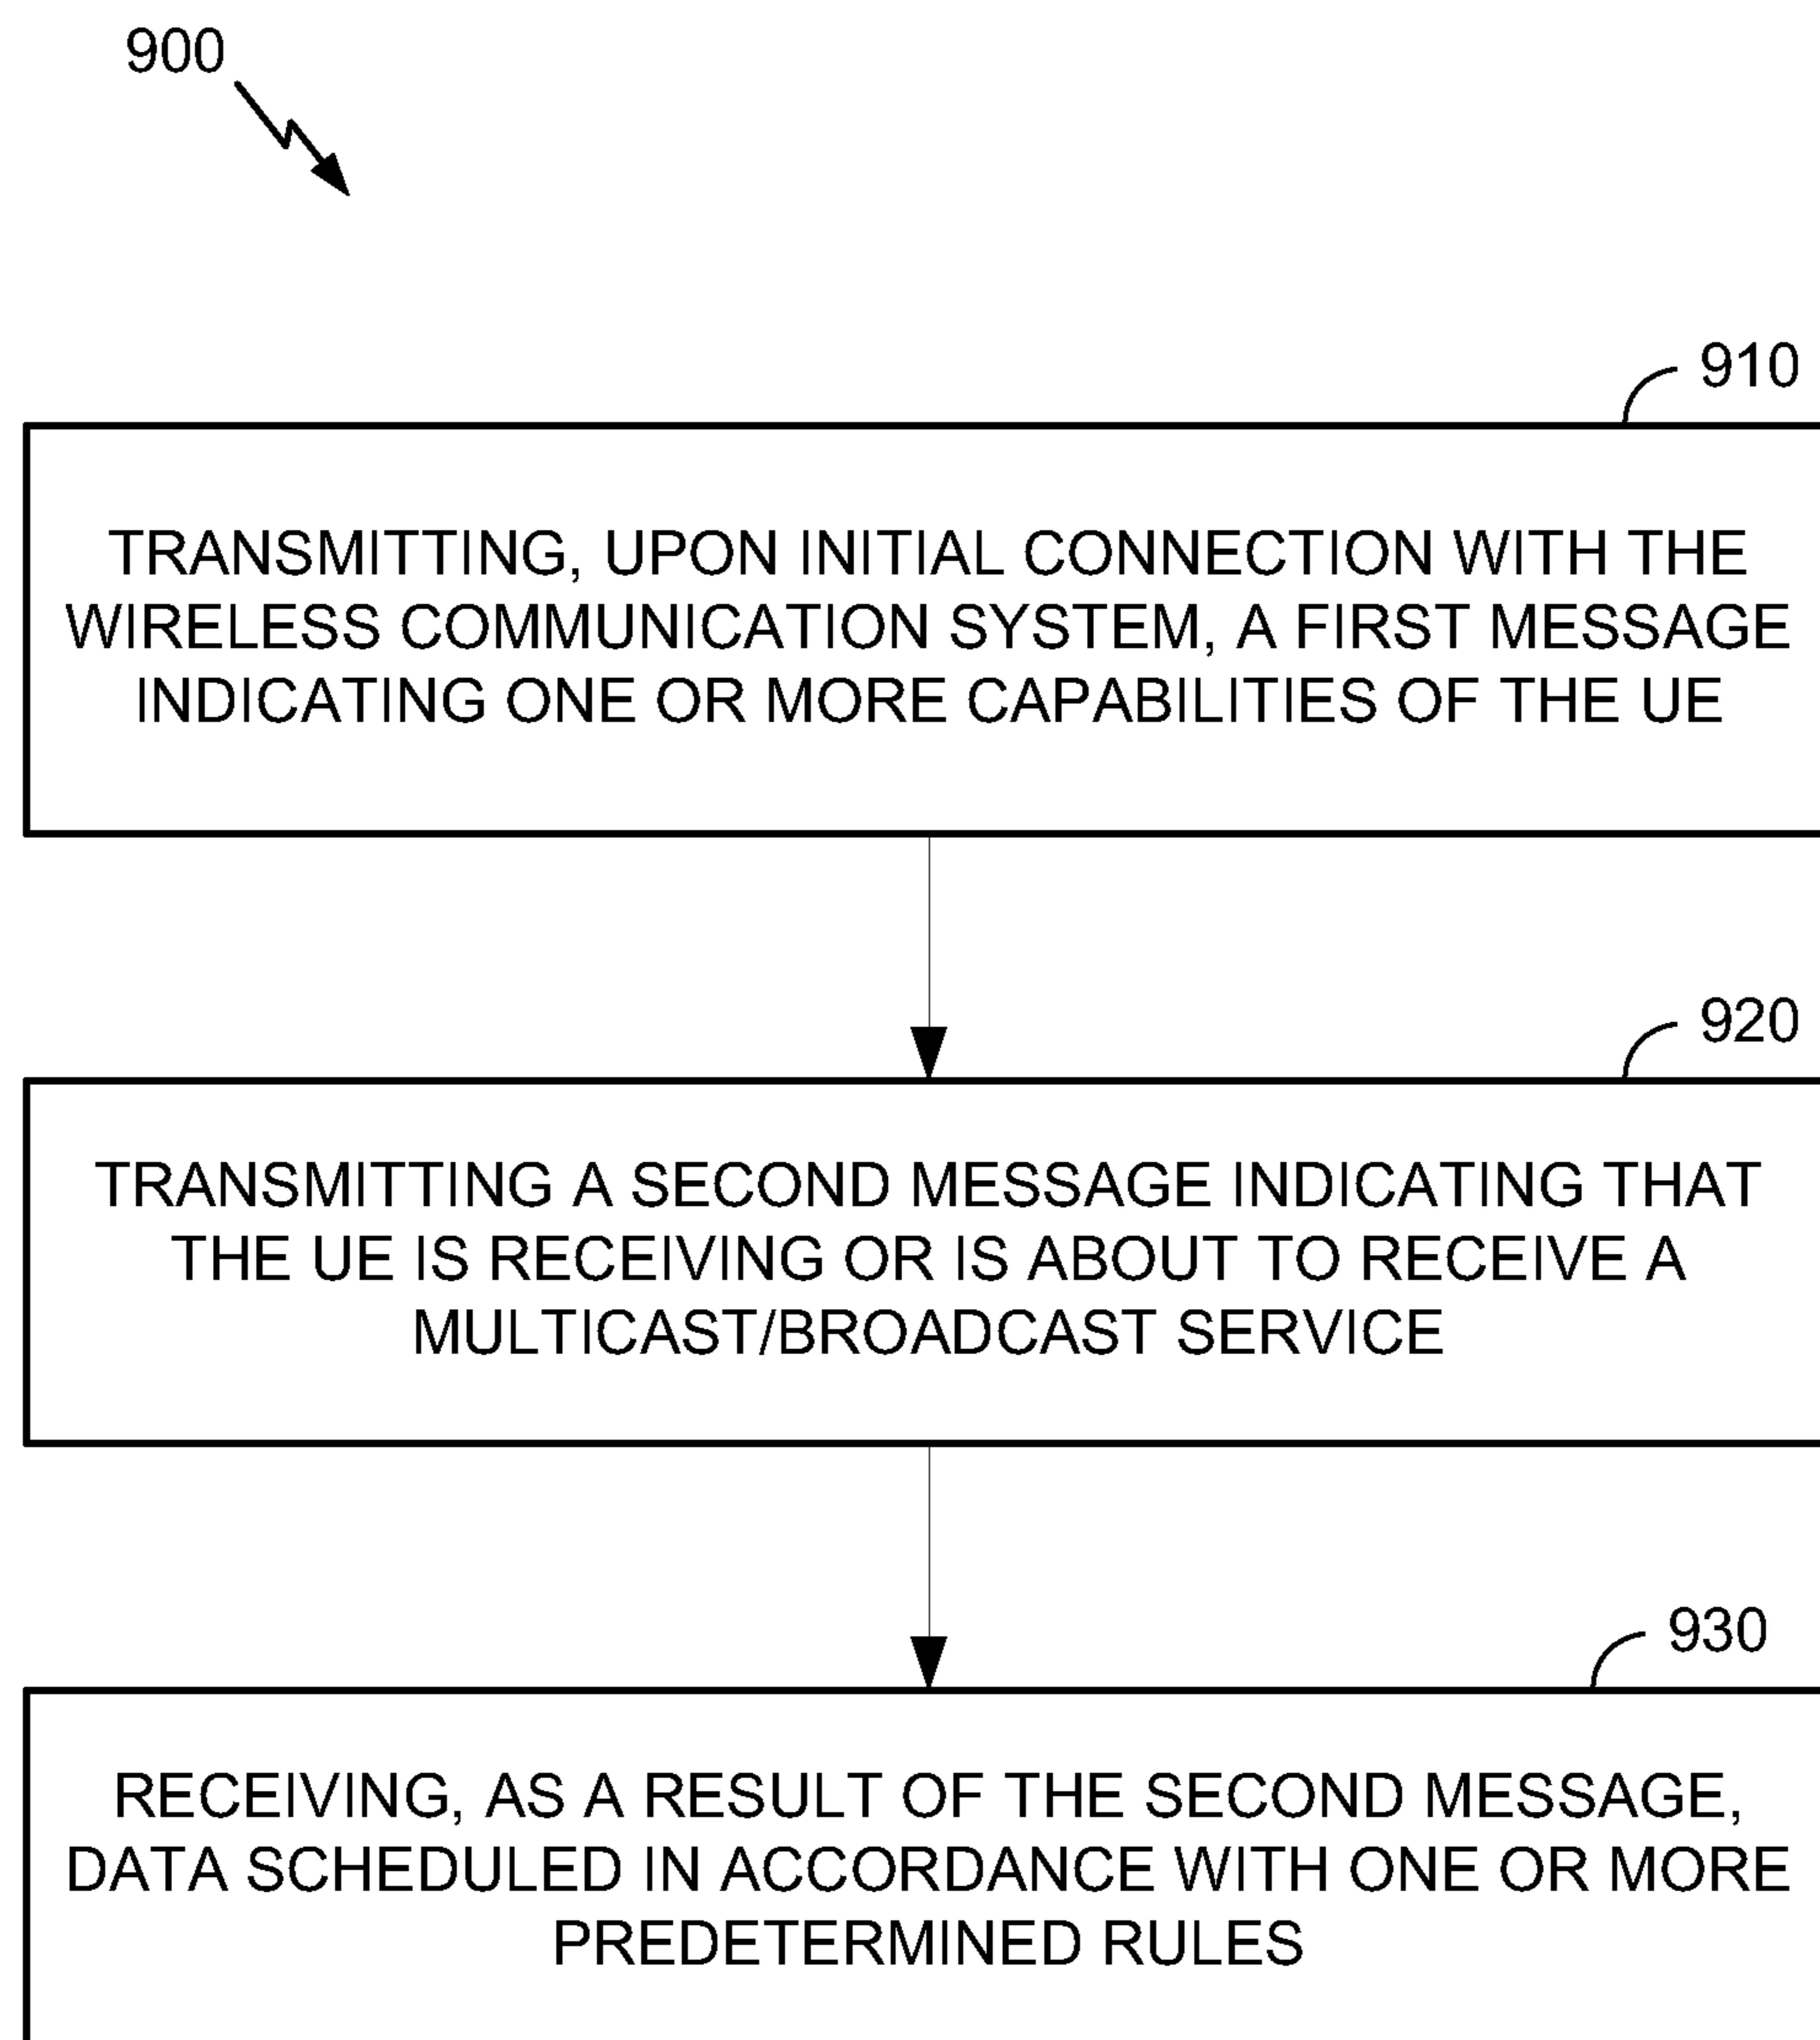 900
910
TRANSMITTING, UPON INITIAL CONNECTION WITH THE
WIRELESS COMMUNICATION SYSTEM, A FIRST MESSAGE
INDICATING ONE OR MORE CAPABILITIES OF THE UE
920
TRANSMITTING A SECOND MESSAGE INDICATING THAT
THE UE IS RECEIVING OR IS ABOUT TO RECEIVE A
MULTICAST/BROADCAST SERVICE
930
RECEIVING, AS A RESULT OF THE SECOND MESSAGE,
DATA SCHEDULED IN ACCORDANCE WITH ONE OR MORE
PREDETERMINED RULES